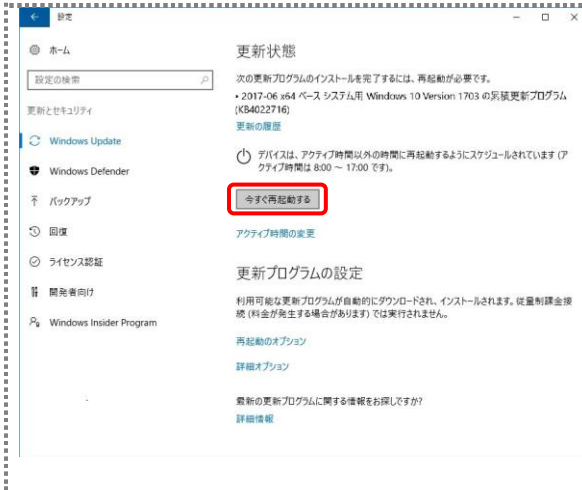 設定
ホーム
設定の検索
更新とセキュリティ
Windows Update
Windows Defender
バックアップ
回復
ライセンス認証
開発者向け
Windows Insider Program
更新状態
次の更新プログラムのインストールを完了するには、再起動が必要です。
• 2017-06 x64 ベース システム用 Windows 10 Version 1703 の累積更新プログラム
(KB4022716)
更新の履歴
デバイスは、アクティブ時間以外の時間に再起動するようにスケジュールされています (ア
クティブ時間は 8:00 ～ 17:00 です)。
今すぐ再起動する
アクティブ時間の変更
更新プログラムの設定
利用可能な更新プログラムが自動的にダウンロードされ、インストールされます。従量制課金接
続 (料金が発生する場合があります) では実行されません。
再起動のオプション
詳細オプション
最新の更新プログラムに関する情報をお探しですか?
詳細情報